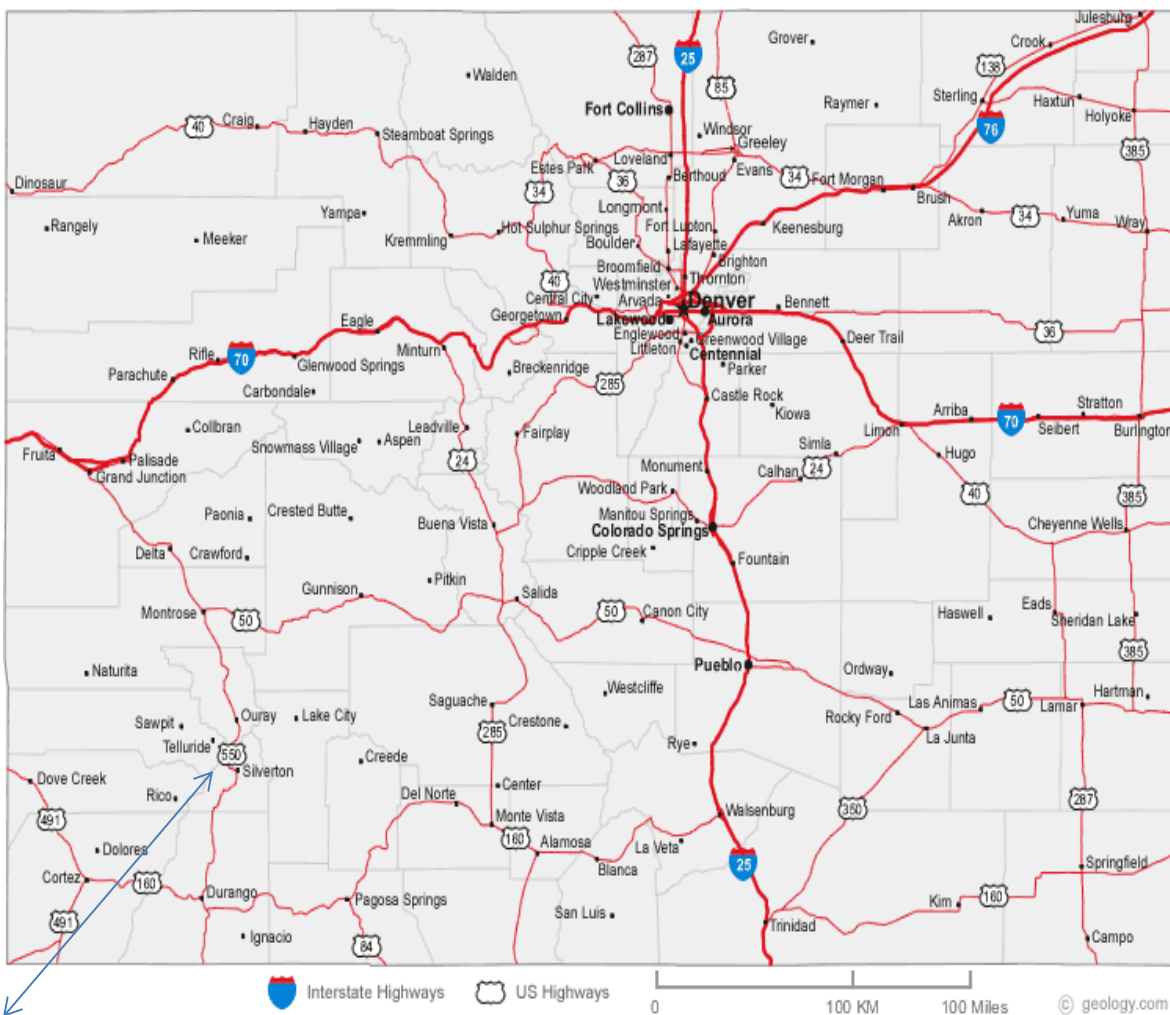 Julesburg
Grover
Crook
287
25
138
Walden
85
Sterling
Haxtun
Fort Collins
Raymer
Holyoke
76
Craig
Hayden
40
Steamboat Springs
Windsor
Greeley
385
Loveland
Estes Park
Evans
34
Fort Morgan
Dinosaur
36
Berthoud
34
Brush
Longmont
Akron
34
Yuma
Yampa
Wray
Rangely
Hot Sulphur Springs
Fort Lupton
Keenesburg
Meeker
Kremmling
Boulder
Lafayette
Brighton
Broomfield
Thornton
40
Westminster
Central City
Arvada
Denver
Bennett
Georgetown
Lakewood
Aurora
Eagle
Englewood
Greenwood Village
36
Deer Trail
Minturn
Littleton
Centennial
Rifle
70
Glenwood Springs
Breckenridge
Parker
Parachute
285
Carbondale
Castle Rock
Kiowa
Arriba
Stratton
Collbran
Leadville
Fairplay
Limon
70
Seibert
Burlington
Snowmass Village
Aspen
Simla
Fruita
Palisade
24
Monument
24
Hugo
Grand Junction
Calhan
Woodland Park
40
385
Paonia
Crested Butte
Manitou Springs
Buena Vista
Colorado Springs
Cheyenne Wells
Delta
Crawford
Cripple Creek
Fountain
Pitkin
Gunnison
Salida
Montrose
50
50
Canon City
Haswell
Eads
Sheridan Lake
385
Pueblo
Naturita
Ordway
Westcliffe
Hartman
Saguache
Las Animas
50
Lamar
Sawpit
Ouray
Lake City
Crestone
Rocky Ford
285
La Junta
Telluride
Rye
550
Creede
Silverton
Dove Creek
Center
Rico
Del Norte
287
350
Walsenburg
491
Monte Vista
160
Alamosa
La Veta
Dolores
25
Blanca
Springfield
Cortez
160
Durango
Pagosa Springs
Kim
160
San Luis
491
Trinidad
Ignacio
84
Campo
Interstate Highways
US Highways
0
100 KM
100 Miles
© geology.com